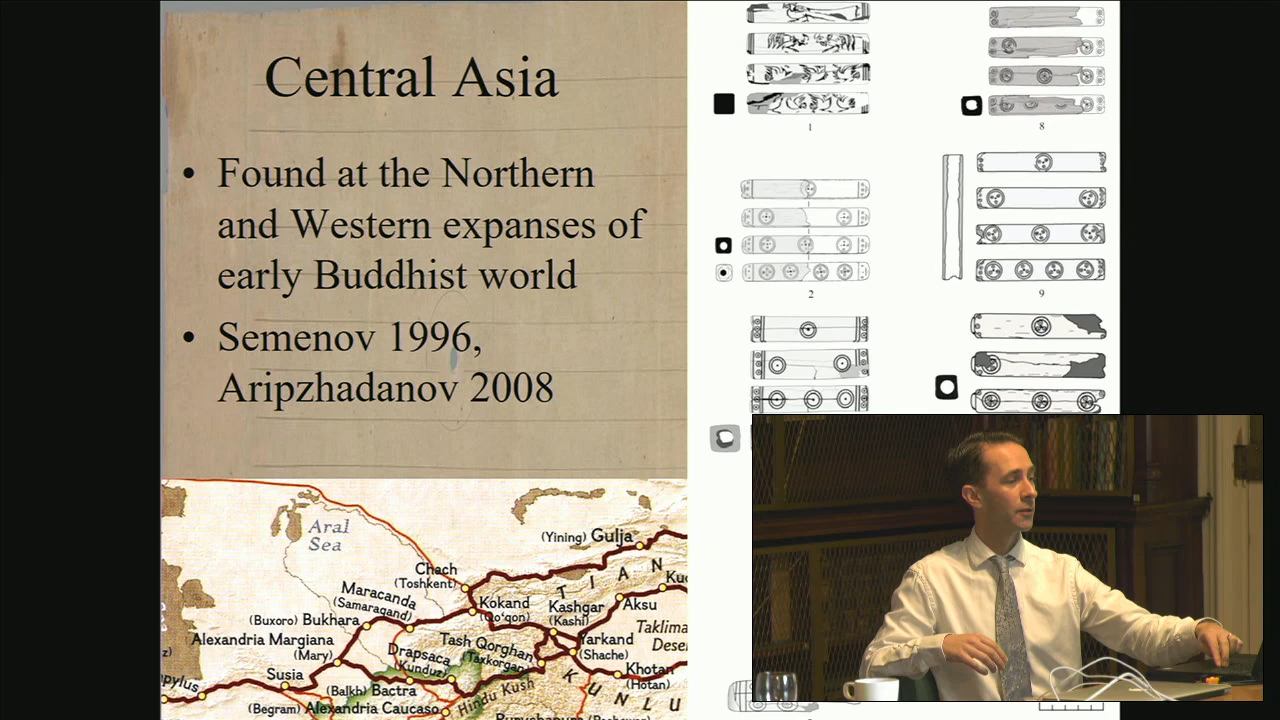 Central Asia
• Found at the Northern
and Western expanses of
early Buddhist world
• Semenov 1996,
Aripzhadanov 2008
1
8
2
9
Aral
Sea
(Yining) Gulja
Chach
(Toshkent)
TIAN
Maracanda
(Samaraqand)
Kokand
(Qo'qon)
Kashgar
(Kashi)
Aksu
(Buxoro) Bukhara
Taklima
Deser
Alexandria Margiana
(Mary)
Tash Qorghan
(Taxkorgan)
Yarkand
(Shache)
Drapsaca
(Kunduz)
Susia
Khotan
(Hotan)
(Balkh) Bactra
Hindu Kush
KUNLU
(Begram) Alexandria Caucaso